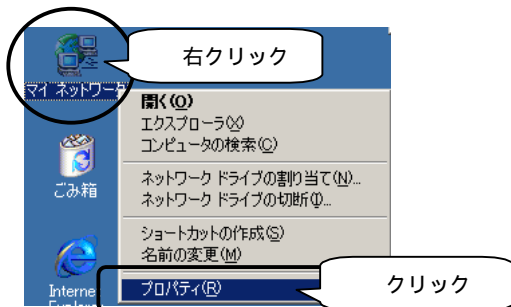 右クリック
マイ ネットワーク
開く(O)
エクスプローラ(X)
コンピュータの検索(C)
ネットワーク ドライブの割り当て(N)...
ネットワーク ドライブの切断(I)...
ショートカットの作成(S)
名前の変更(M)
プロパティ(R)
クリック
ごみ箱
Internet
Explorer